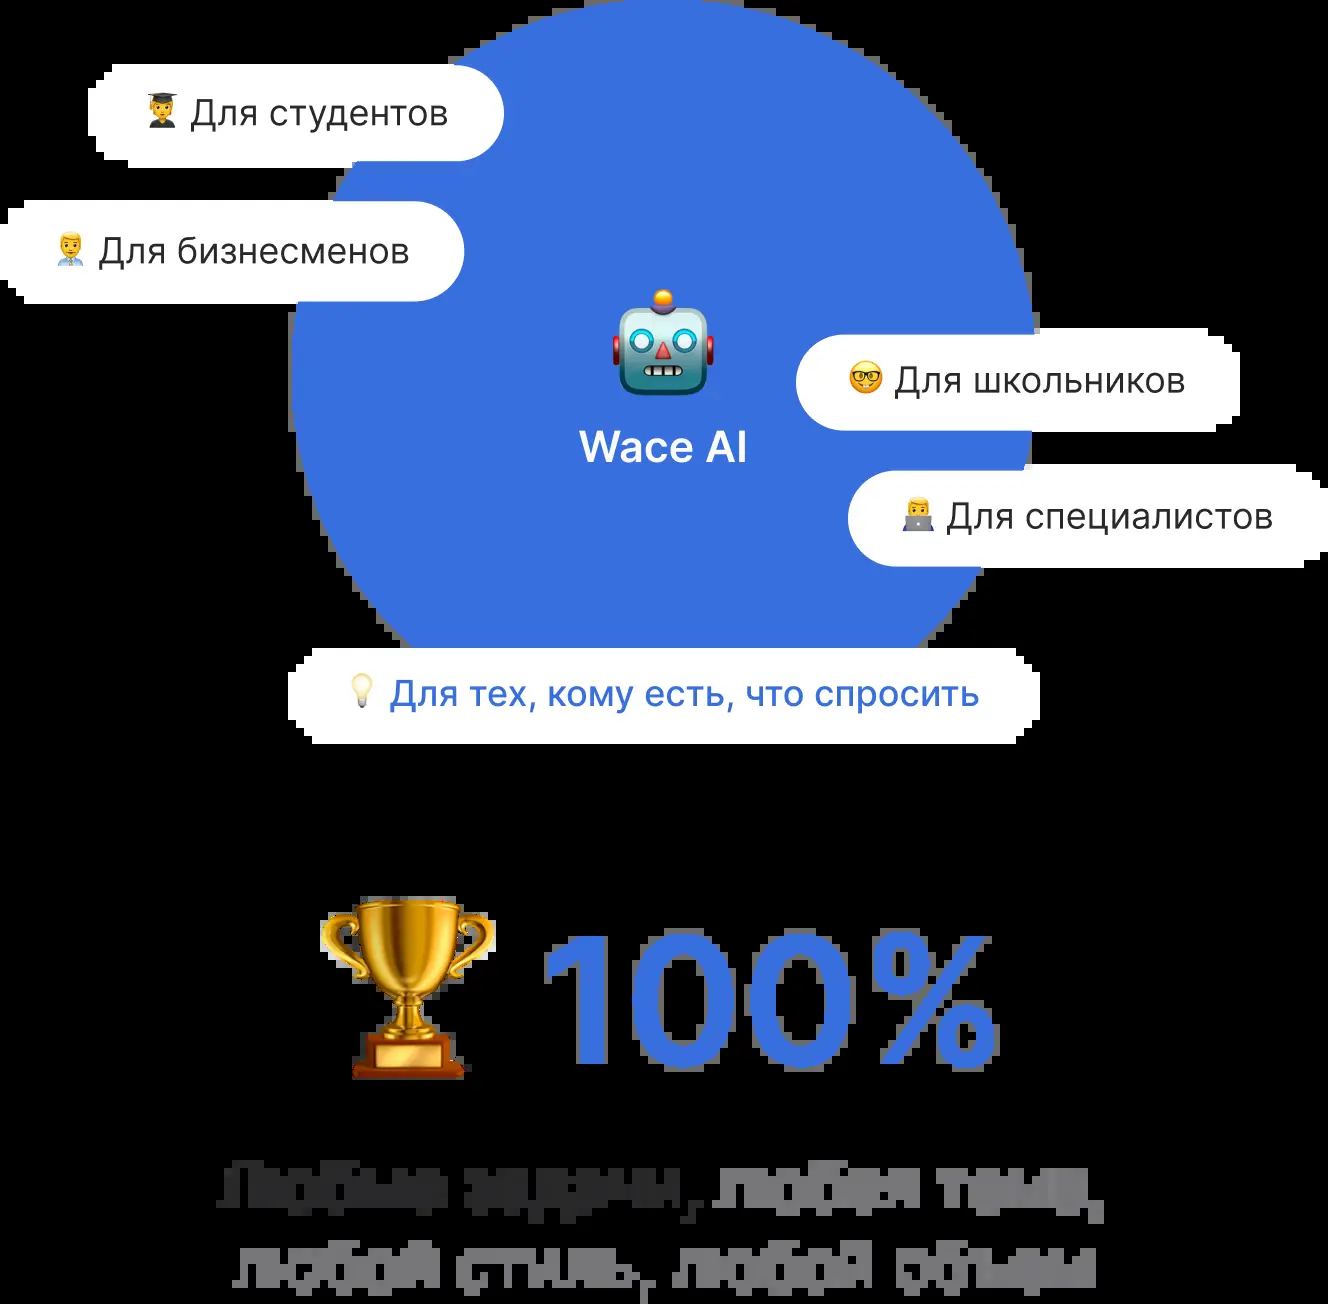 Для студентов
Для бизнесменов
Wace AI
Для школьников
Для специалистов
Для тех, кому есть, что спросить
100%
Любые задачи, любая тема,
любой стиль, любой объем